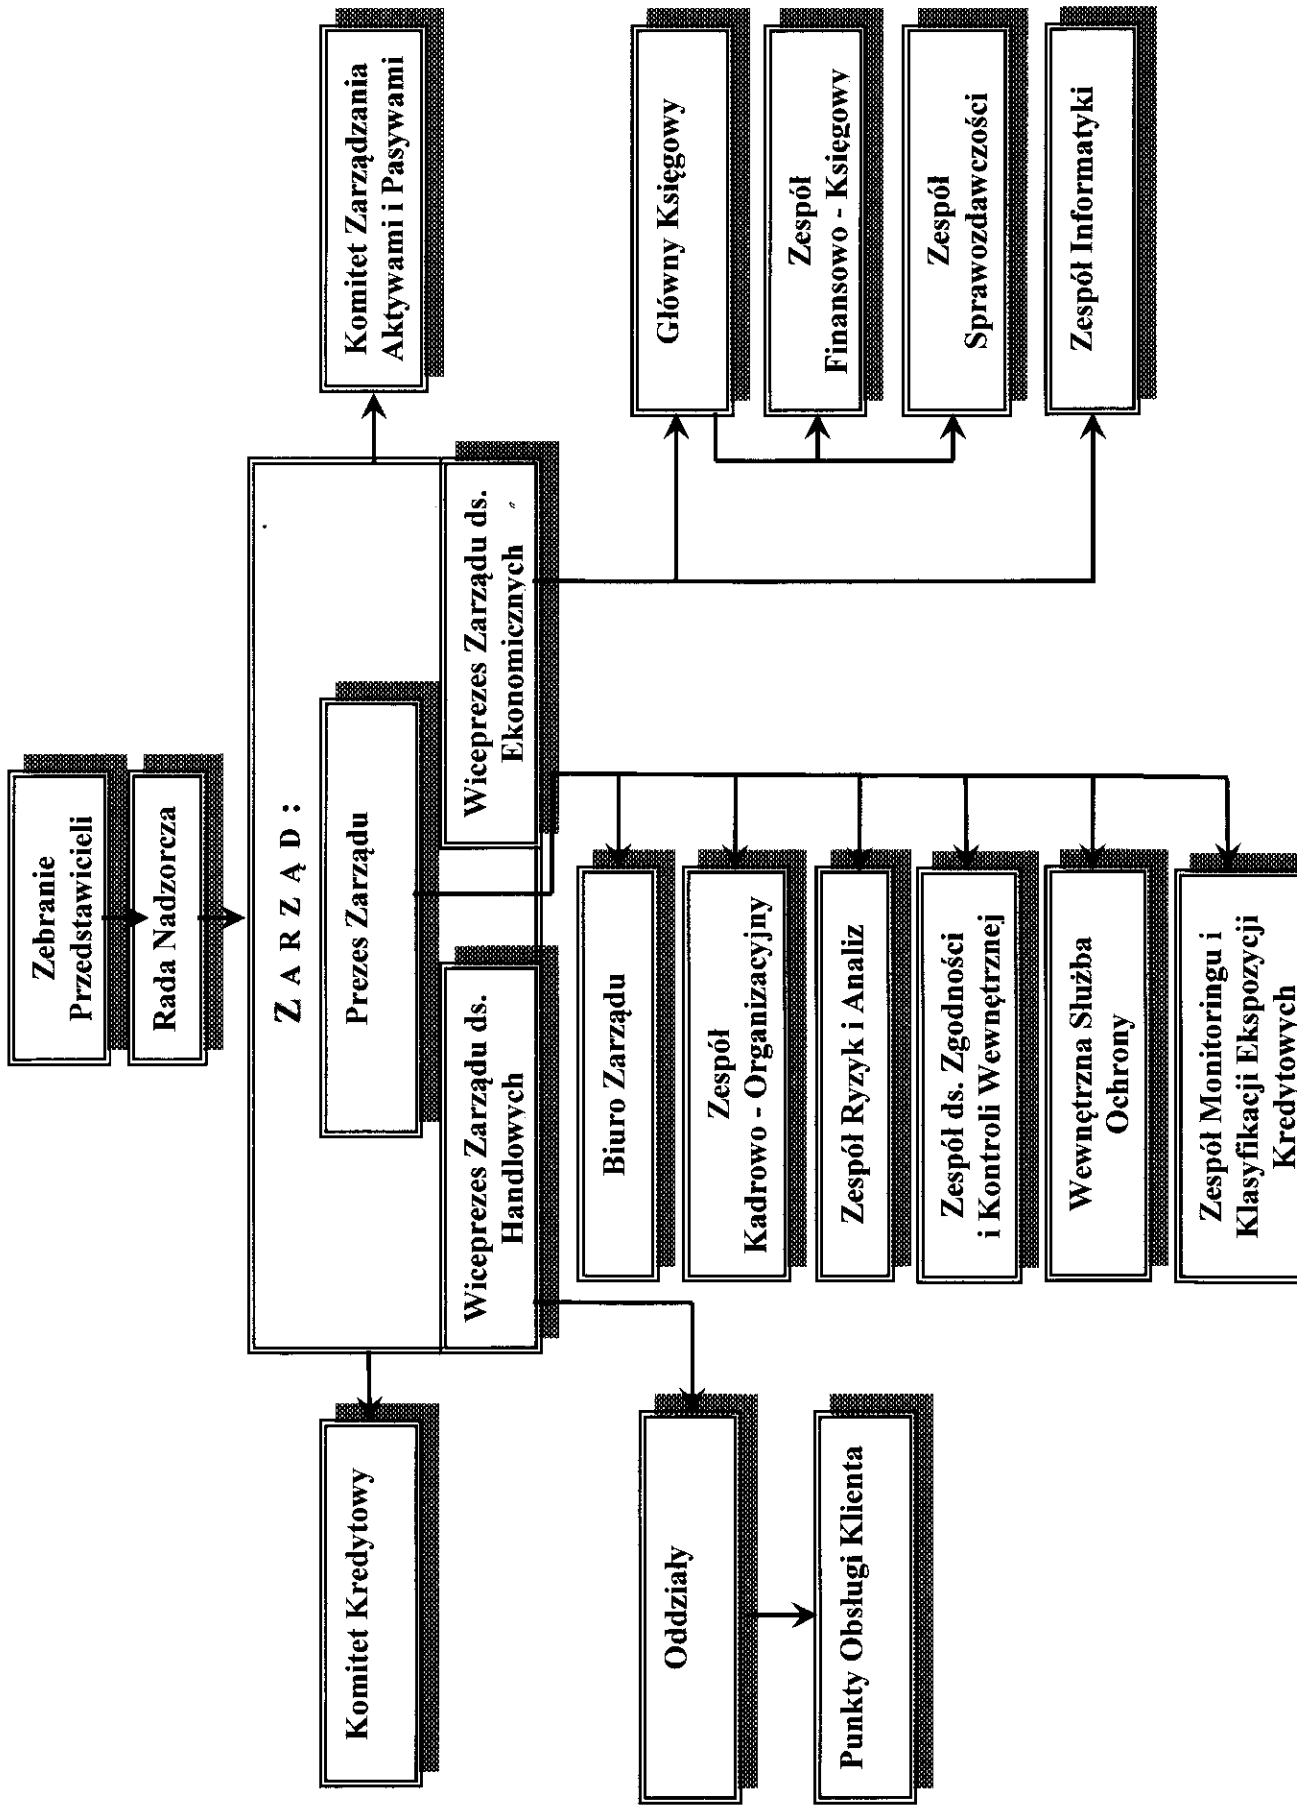 Zebranie
Przedstawicieli
Rada Nadzorcza
Z A R Z Ą D :
Prezes Zarządu
Komitet Kredytowy
Komitet Zarządzania
Aktywami i Pasywami
Wiceprezes Zarządu ds.
Handlowych
Wiceprezes Zarządu ds.
Ekonomicznych
Oddziały
Punkty Obsługi Klienta
Biuro Zarządu
Zespół
Kadrowo - Organizacyjny
Zespół Ryzyk i Analiz
Zespół ds. Zgodności
i Kontroli Wewnętrznej
Wewnętrzna Służba
Ochrony
Zespół Monitoringu i
Klasyfikacji Ekspozycji
Kredytowych
Główny Księgowy
Zespół
Finansowo - Księgowy
Zespół
Sprawozdawczości
Zespół Informatyki